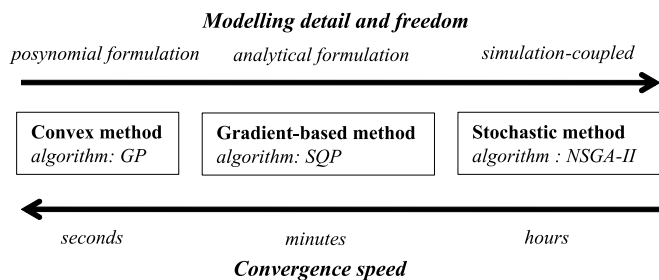 Modelling detail and freedom
posynomial formulation analytical formulation simulation-coupled
Convex method Gradient-based method Stochastic method
algorithm: GP algorithm: SQP algorithm : NSGA-II
seconds minutes hours
Convergence speed